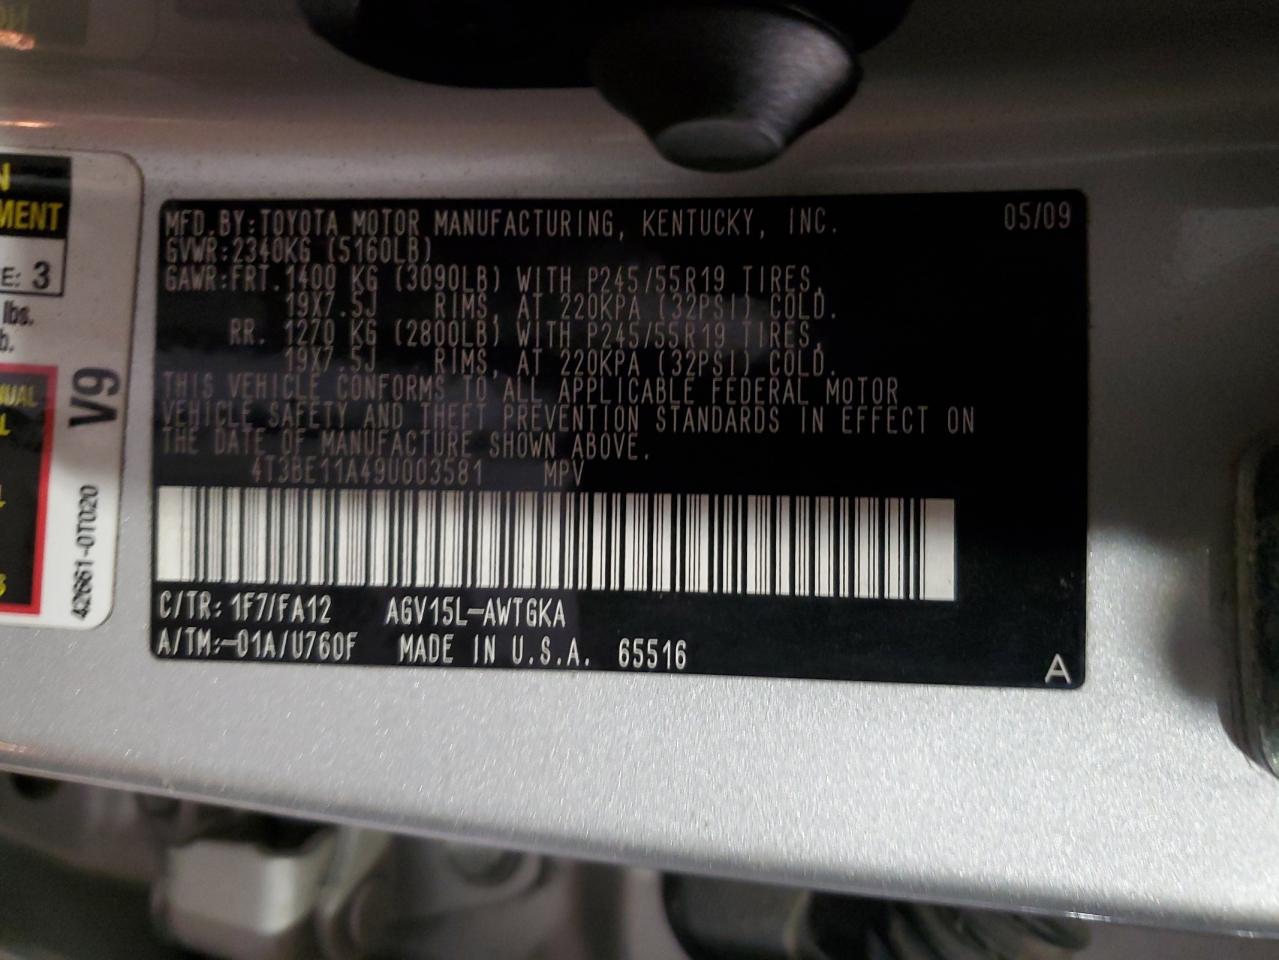 MFD.BY:TOYOTA MOTOR MANUFACTURING, KENTUCKY, INC. 05/09
GVWR:2340KG (5160LB)
GAWR:FRT. 1400 KG (3090LB) WITH P245/55R19 TIRES,
19X7.5J RIMS, AT 220KPA (32PSI) COLD.
RR. 1270 KG (2800LB) WITH P245/55R19 TIRES,
19X7.5J RIMS, AT 220KPA (32PSI) COLD.
THIS VEHICLE CONFORMS TO ALL APPLICABLE FEDERAL MOTOR
VEHICLE SAFETY AND THEFT PREVENTION STANDARDS IN EFFECT ON
THE DATE OF MANUFACTURE SHOWN ABOVE.
4T3BE11A49U003581 MPV
C/TR: 1F7/FA12 AGV15L-AWTGKA
A/TM:-01A/U760F MADE IN U.S.A. 65516
A
N
MENT
E: 3
lbs.
b.
V9
UAL
L
42661-0T020